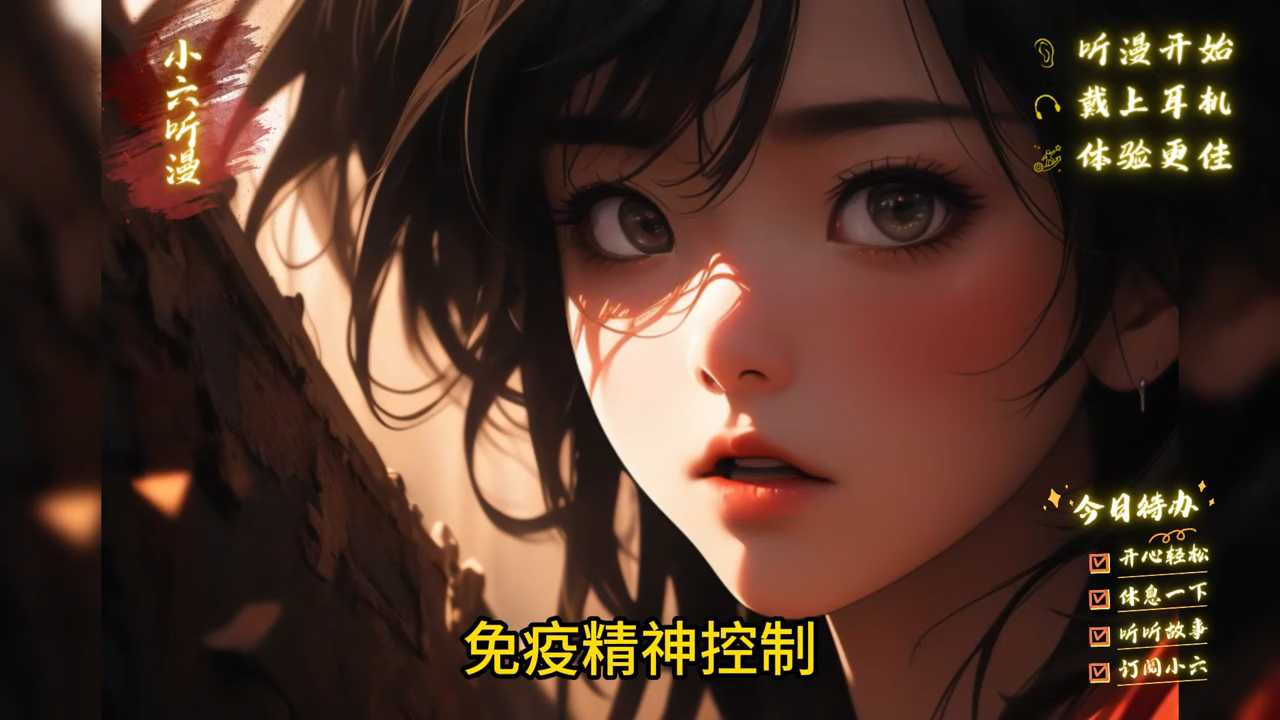 小六听漫
听漫开始
戴上耳机
体验更佳
今日待办
开心轻松
休息一下
听听故事
订阅小六
免疫精神控制